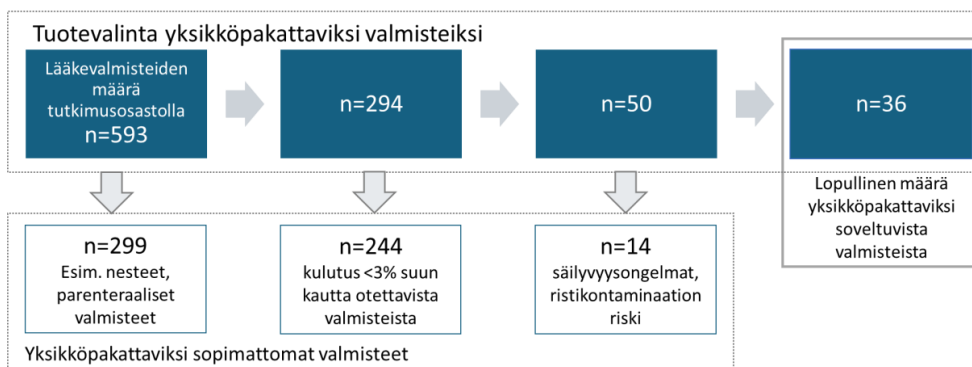 Tuotevalinta yksikköpakattaviksi valmisteiksi
Lääkevalmisteiden
määrä
tutkimusosastolla
n=593
n=294
n=50
n=36
Lopullinen määrä
yksikköpakattaviksi
soveltuvista
valmisteista
n=299
Esim. nesteet,
parenteraaliset
valmisteet
n=244
kulutus <3% suun
kautta otettavista
valmisteista
n=14
säilyvyysongelmat,
ristikontaminaation
riski
Yksikköpakattaviksi sopimattomat valmisteet